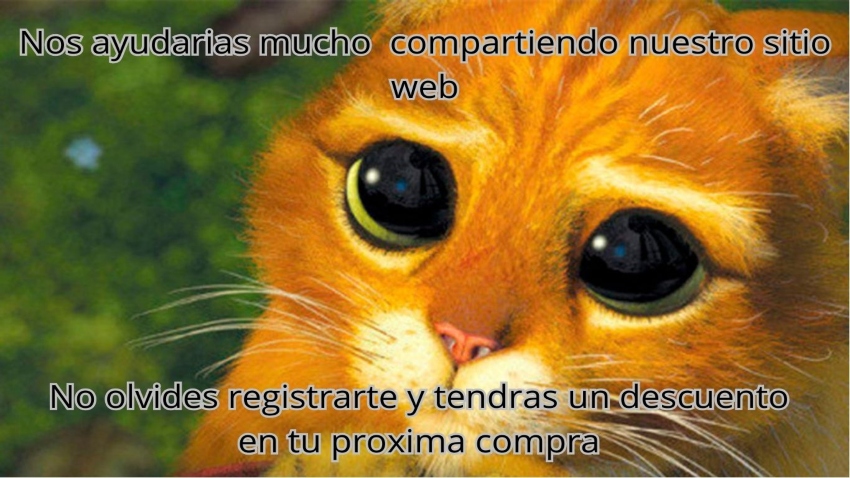 Nos ayudarias mucho  compartiendo nuestro sitio
web
No olvides registrarte y tendras un descuento
en tu proxima compra